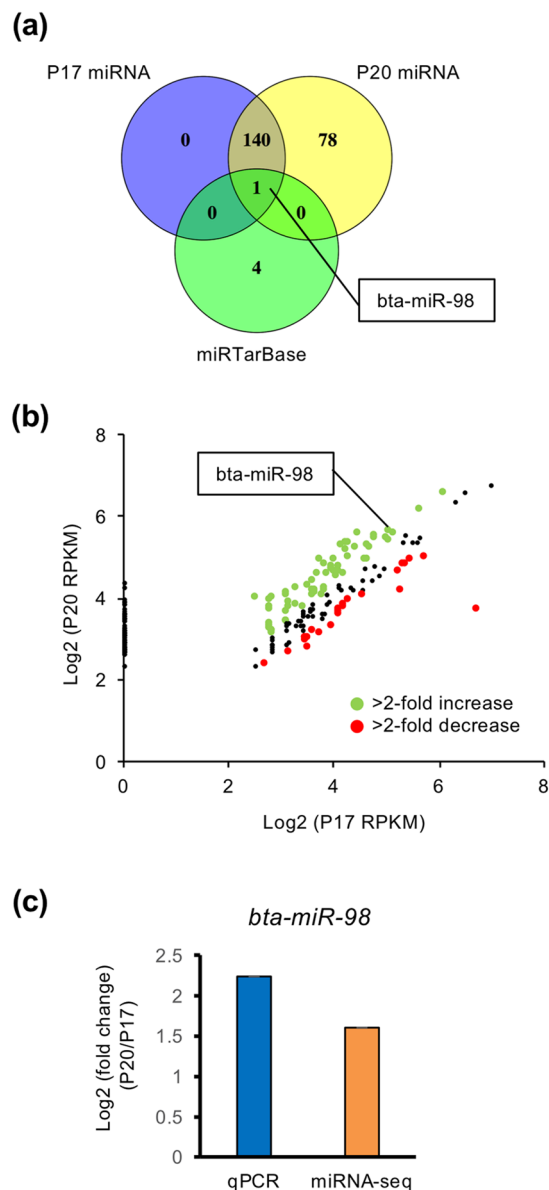 (a)
P17 miRNA
P20 miRNA
0
140
78
1
0
0
4
bta-miR-98
miRTarBase
(b)
8
bta-miR-98
6
Log2 (P20 RPKM)
4
2
>2-fold increase
>2-fold decrease
0
0 2 4 6 8
Log2 (P17 RPKM)
(c)
bta-miR-98
Log2 (fold change)
(P20/P17)
2.5
2
1.5
1
0.5
0
qPCR miRNA-seq